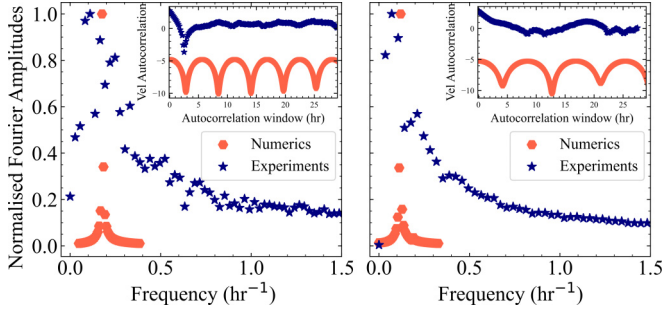 Normalised Fourier Amplitudes
1.0
0.8
0.6
0.4
0.2
0.0
0.0 0.5 1.0 1.5
Frequency (hr⁻¹)
Vel Autocorrelation
0
−5
−10
0 5 10 15 20 25
Autocorrelation window (hr)
Numerics
Experiments
0.0 0.5 1.0 1.5
Frequency (hr⁻¹)
Vel Autocorrelation
0
−5
−10
0 5 10 15 20 25
Autocorrelation window (hr)
Numerics
Experiments